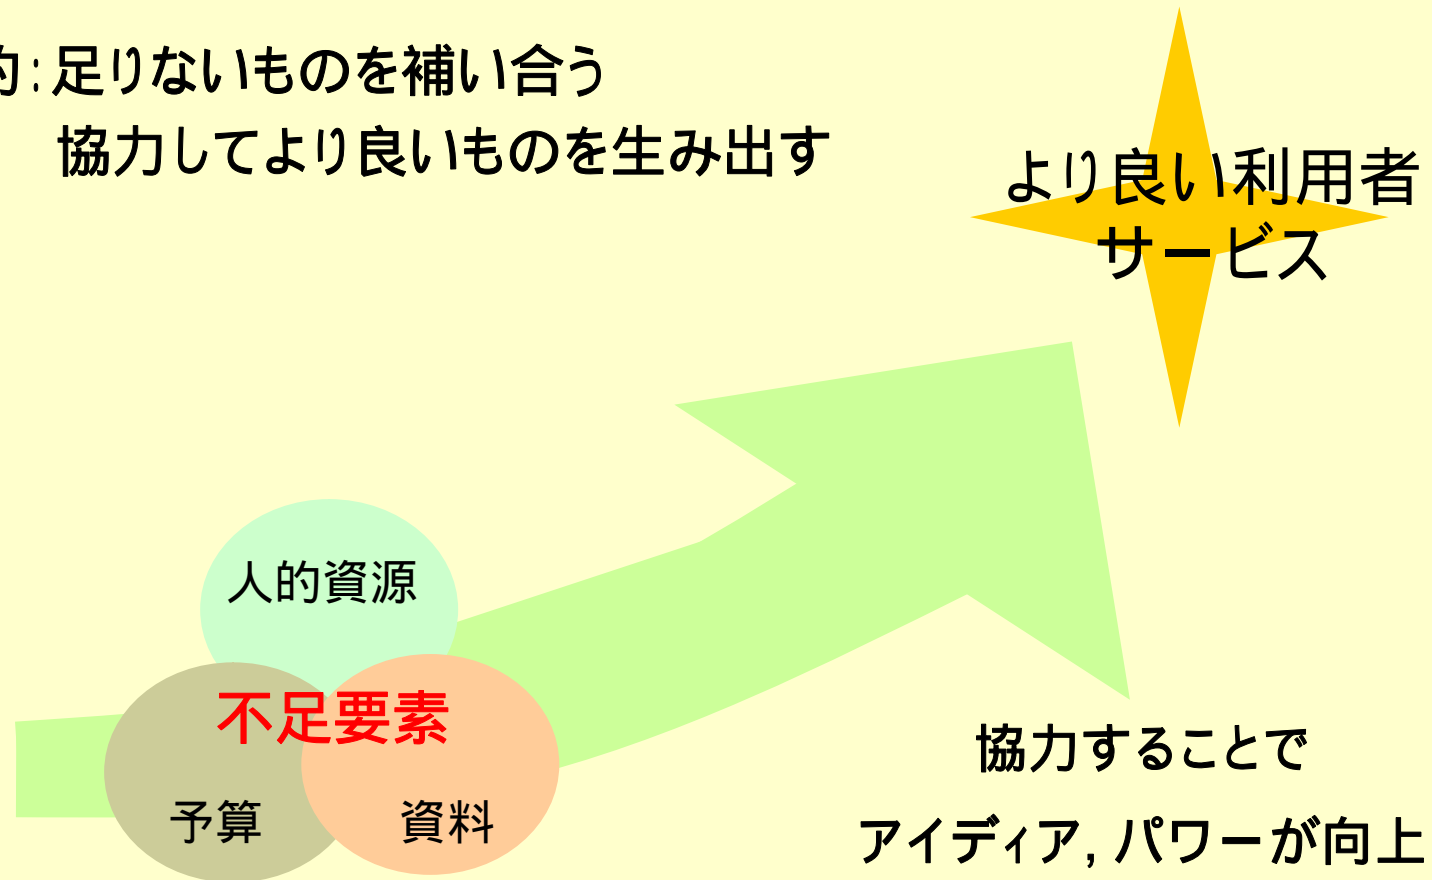 的:足りないものを補い合う
協力してより良いものを生み出す
より良い利用者
サービス
人的資源
不足要素
予算
資料
協力することで
アイディア,パワーが向上